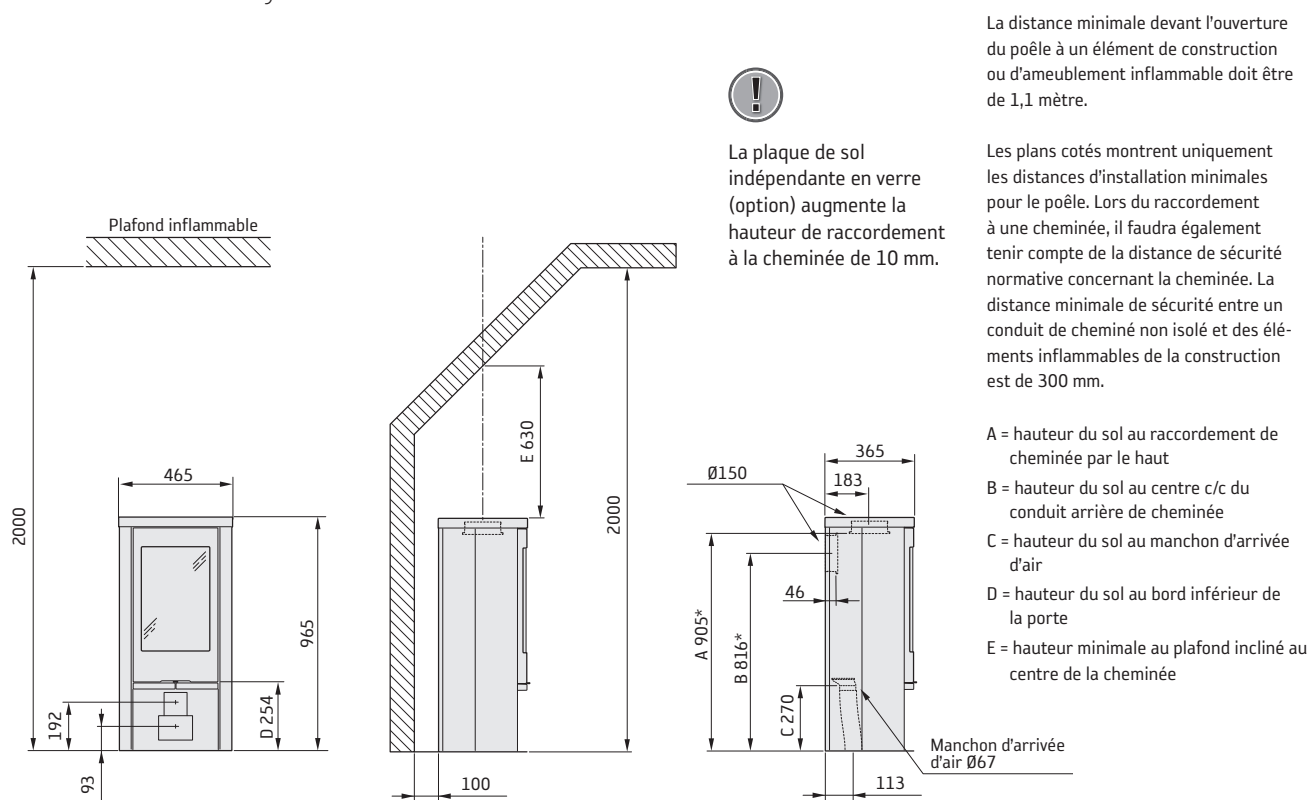 La distance minimale devant l'ouverture
du poêle à un élément de construction
ou d'ameublement inflammable doit être
de 1,1 mètre.
La plaque de sol
indépendante en verre
(option) augmente la
hauteur de raccordement
à la cheminée de 10 mm.
Les plans cotés montrent uniquement
les distances d'installation minimales
pour le poêle. Lors du raccordement
à une cheminée, il faudra également
tenir compte de la distance de sécurité
normative concernant la cheminée. La
distance minimale de sécurité entre un
conduit de cheminé non isolé et des élé-
ments inflammables de la construction
est de 300 mm.
A = hauteur du sol au raccordement de
cheminée par le haut
B = hauteur du sol au centre c/c du
conduit arrière de cheminée
C = hauteur du sol au manchon d'arrivée
d'air
D = hauteur du sol au bord inférieur de
la porte
E = hauteur minimale au plafond incliné au
centre de la cheminée
Plafond inflammable
2000
465
965
192
93
D 254
E 630
2000
100
365
183
Ø150
46
A 905*
B 816*
C 270
113
Manchon d'arrivée
d'air Ø67